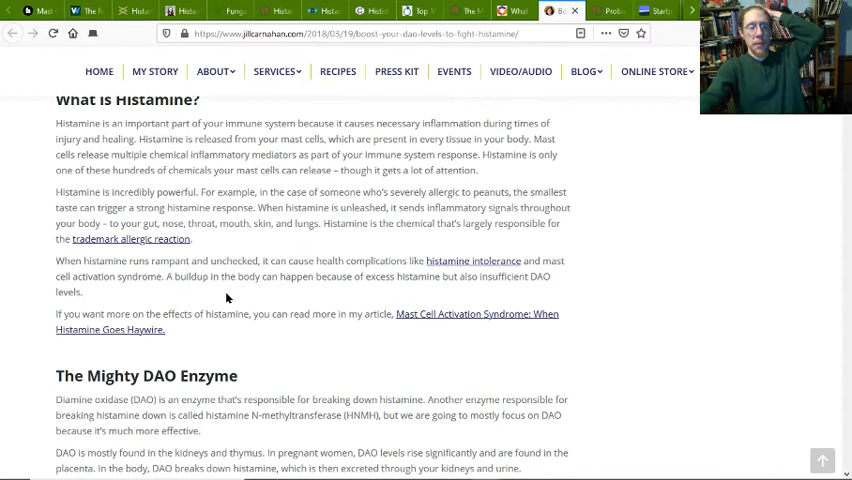 Mast
The R
Histan
Histan
Funga
Hista
Histan
Histid
Top 1
The M
What
Bo
Prob
Startp
https://www.jillcarnahan.com/2018/03/19/boost-your-dao-levels-to-fight-histamine/
HOME MY STORY ABOUT SERVICES RECIPES PRESS KIT EVENTS VIDEO/AUDIO BLOG ONLINE STORE
What is Histamine?
Histamine is an important part of your immune system because it causes necessary inflammation during times of
injury and healing. Histamine is released from your mast cells, which are present in every tissue in your body. Mast
cells release multiple chemical inflammatory mediators as part of your immune system response. Histamine is only
one of these hundreds of chemicals your mast cells can release – though it gets a lot of attention.
Histamine is incredibly powerful. For example, in the case of someone who's severely allergic to peanuts, the smallest
taste can trigger a strong histamine response. When histamine is unleashed, it sends inflammatory signals throughout
your body – to your gut, nose, throat, mouth, skin, and lungs. Histamine is the chemical that's largely responsible for
the trademark allergic reaction.
When histamine runs rampant and unchecked, it can cause health complications like histamine intolerance and mast
cell activation syndrome. A buildup in the body can happen because of excess histamine but also insufficient DAO
levels.
If you want more on the effects of histamine, you can read more in my article, Mast Cell Activation Syndrome: When
Histamine Goes Haywire.
The Mighty DAO Enzyme
Diamine oxidase (DAO) is an enzyme that's responsible for breaking down histamine. Another enzyme responsible for
breaking histamine down is called histamine N-methyltransferase (HNMH), but we are going to mostly focus on DAO
because it's much more effective.
DAO is mostly found in the kidneys and thymus. In pregnant women, DAO levels rise significantly and are found in the
placenta. In the body, DAO breaks down histamine, which is then excreted through your kidneys and urine.